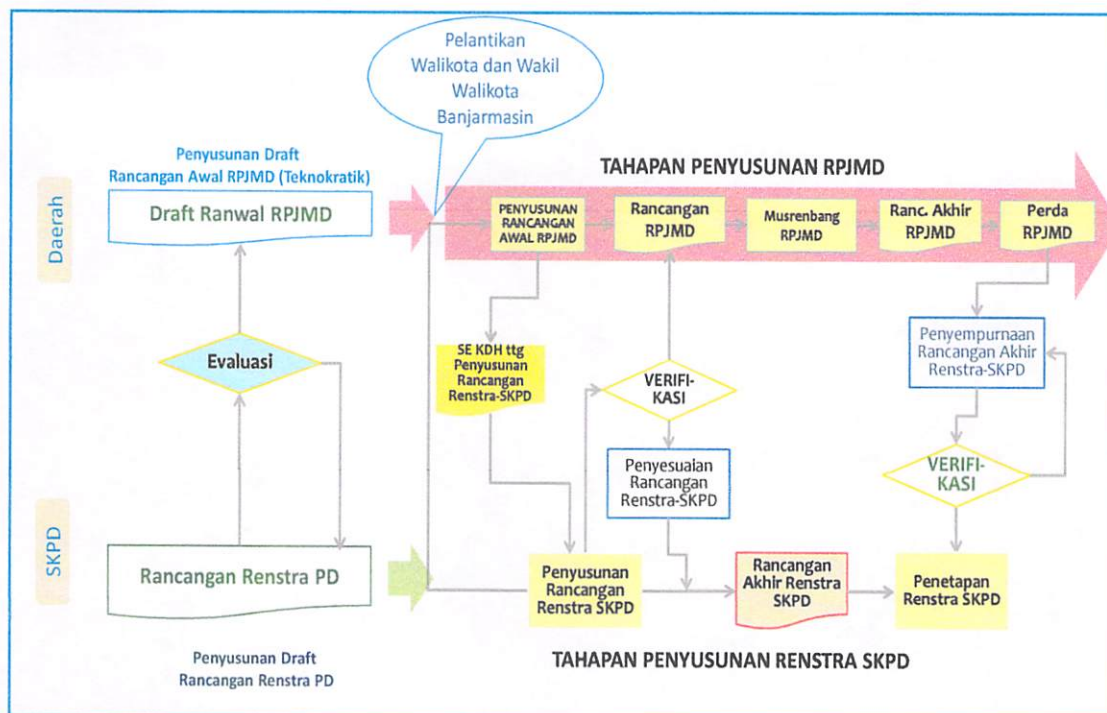 Pelantikan
Walikota dan Wakil
Walikota
Banjarmasin
Penyusunan Draft
Rancangan Awal RPJMD (Teknokratik)
TAHAPAN PENYUSUNAN RPJMD
Daerah
Draft Ranwal RPJMD
PENYUSUNAN
RANCANGAN
AWAL RPJMD
Rancangan
RPJMD
Musrenbang
RPJMD
Ranc. Akhir
RPJMD
Perda
RPJMD
Evaluasi
SE KDH ttg
Penyusunan
Rancangan
Renstra-SKPD
VERIFI-
KASI
Penyempurnaan
Rancangan Akhir
Renstra-SKPD
Penyesuaian
Rancangan
Renstra-SKPD
VERIFI-
KASI
SKPD
Rancangan Renstra PD
Penyusunan
Rancangan
Renstra SKPD
Rancangan
Akhir Renstra
SKPD
Penetapan
Renstra SKPD
Penyusunan Draft
Rancangan Renstra PD
TAHAPAN PENYUSUNAN RENSTRA SKPD